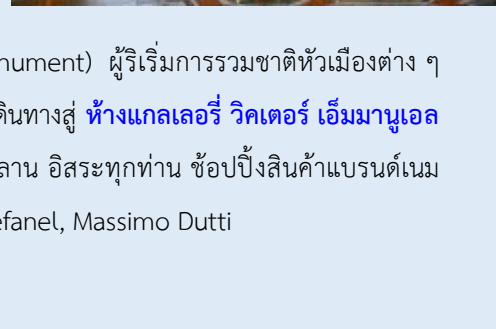 nument) ผู้ริเริ่มการรวมชาติหัวเมืองต่าง ๆ
ดินทางสู่ ห้างแกลเลอรี่ วิคเตอร์ เอ็มมานูเอล
ลาน อิสระทุกท่าน ช้อปปิ้งสินค้าแบรนด์เนม
efanel, Massimo Dutti